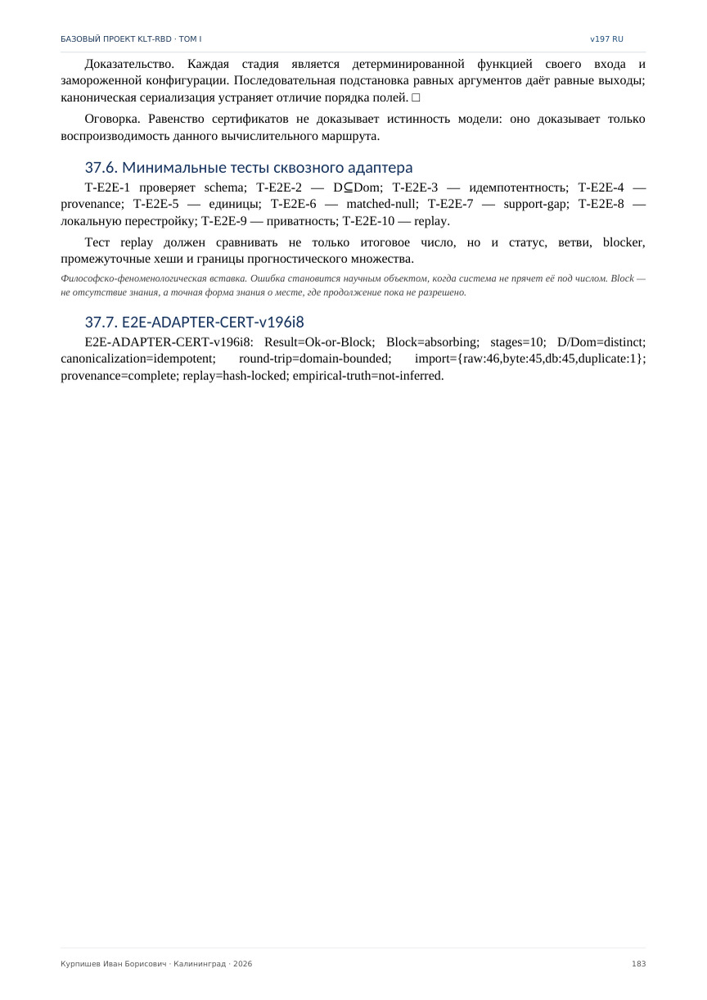 БАЗОВЫЙ ПРОЕКТ KLT-RBD · ТОМ I
v197 RU
Доказательство. Каждая стадия является детерминированной функцией своего входа и
замороженной конфигурации. Последовательная подстановка равных аргументов даёт равные выходы;
каноническая сериализация устраняет отличие порядка полей. □
Оговорка. Равенство сертификатов не доказывает истинность модели: оно доказывает только
воспроизводимость данного вычислительного маршрута.
37.6. Минимальные тесты сквозного адаптера
T-E2E-1 проверяет schema; T-E2E-2 — D⊆Dom; T-E2E-3 — идемпотентность; T-E2E-4 —
provenance; T-E2E-5 — единицы; T-E2E-6 — matched-null; T-E2E-7 — support-gap; T-E2E-8 —
локальную перестройку; T-E2E-9 — приватность; T-E2E-10 — replay.
Тест replay должен сравнивать не только итоговое число, но и статус, ветви, blocker,
промежуточные хеши и границы прогностического множества.
Философско-феноменологическая вставка. Ошибка становится научным объектом, когда система не прячет её под числом. Block —
не отсутствие знания, а точная форма знания о месте, где продолжение пока не разрешено.
37.7. E2E-ADAPTER-CERT-v196i8
E2E-ADAPTER-CERT-v196i8: Result=Ok-or-Block; Block=absorbing; stages=10; D/Dom=distinct;
canonicalization=idempotent; round-trip=domain-bounded; import={raw:46,byte:45,db:45,duplicate:1};
provenance=complete; replay=hash-locked; empirical-truth=not-inferred.
Курпишев Иван Борисович · Калининград · 2026
183